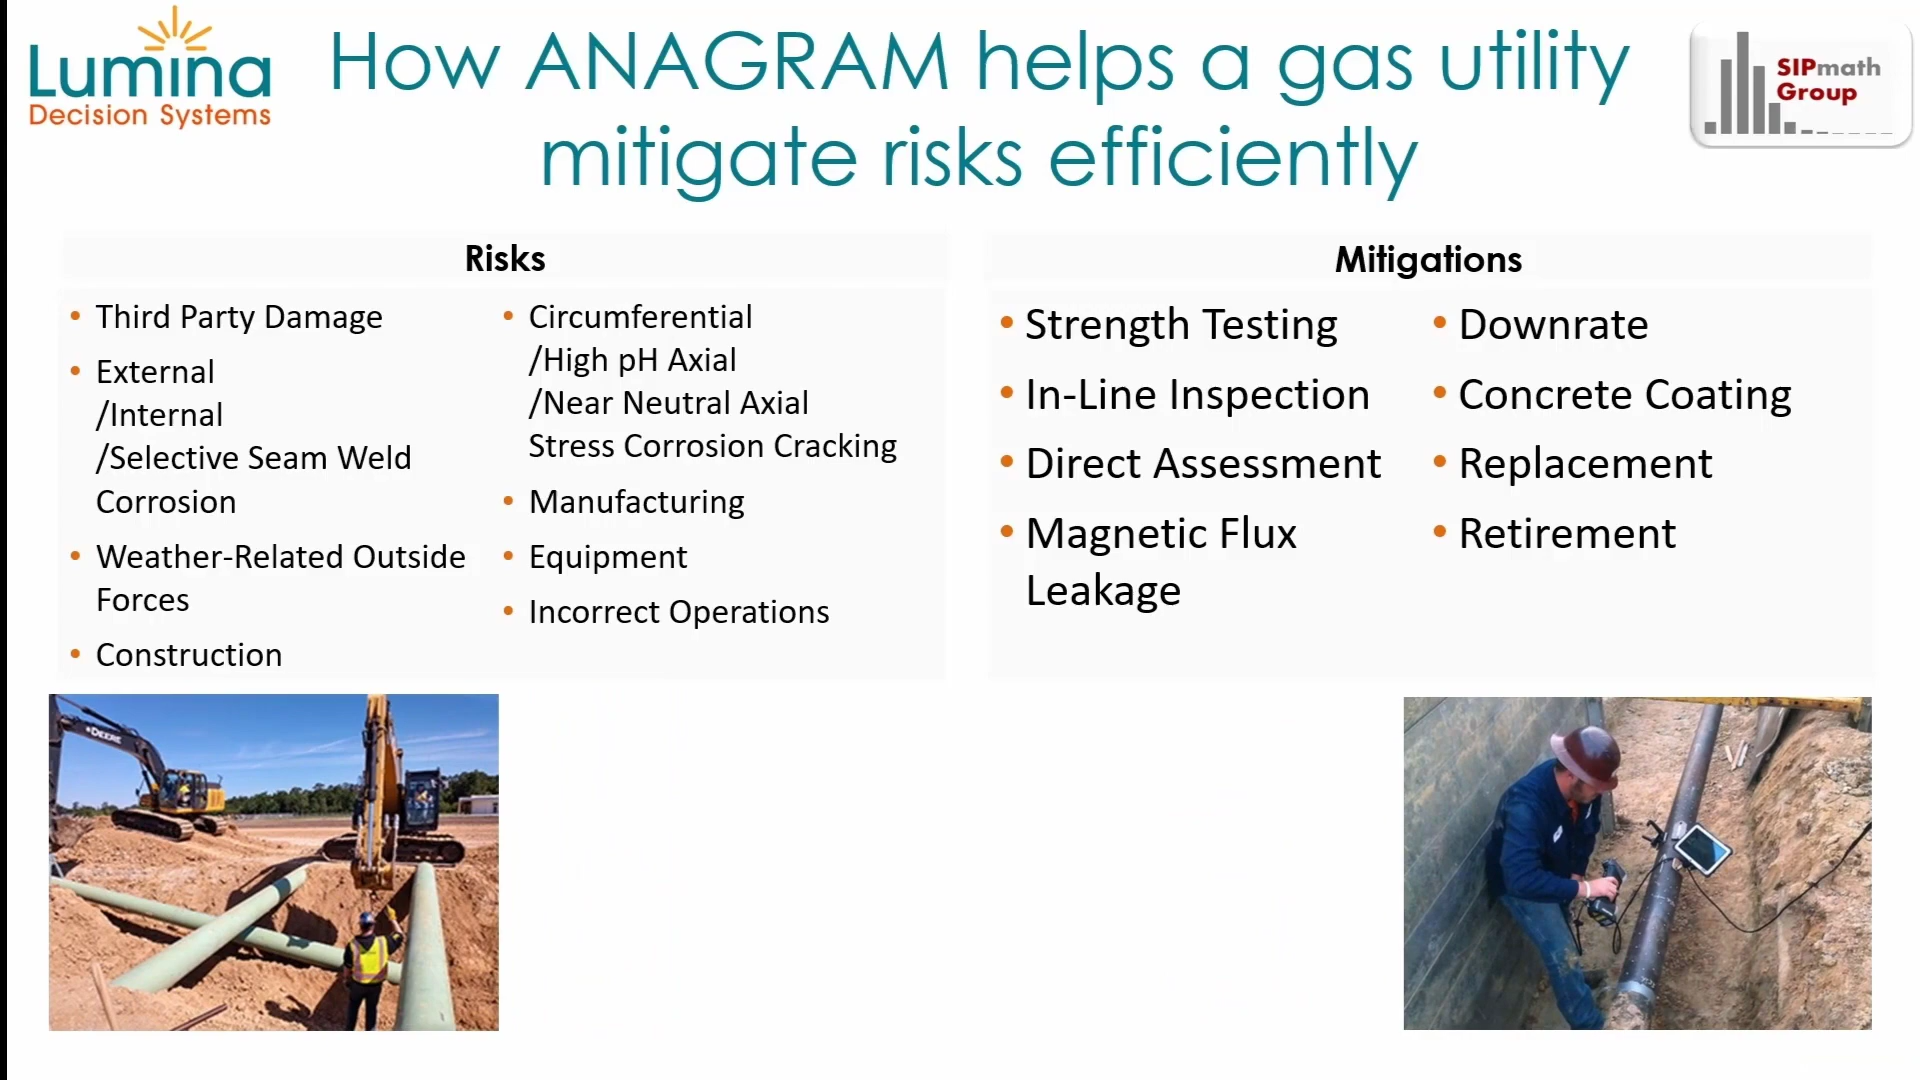 Lumina
Decision Systems
How ANAGRAM helps a gas utility
mitigate risks efficiently
SIPmath
Group
Risks
• Third Party Damage
• External
/Internal
/Selective Seam Weld
Corrosion
• Weather-Related Outside
Forces
• Construction
• Circumferential
/High pH Axial
/Near Neutral Axial
Stress Corrosion Cracking
• Manufacturing
• Equipment
• Incorrect Operations
Mitigations
• Strength Testing
• In-Line Inspection
• Direct Assessment
• Magnetic Flux
Leakage
• Downrate
• Concrete Coating
• Replacement
• Retirement
DEERE